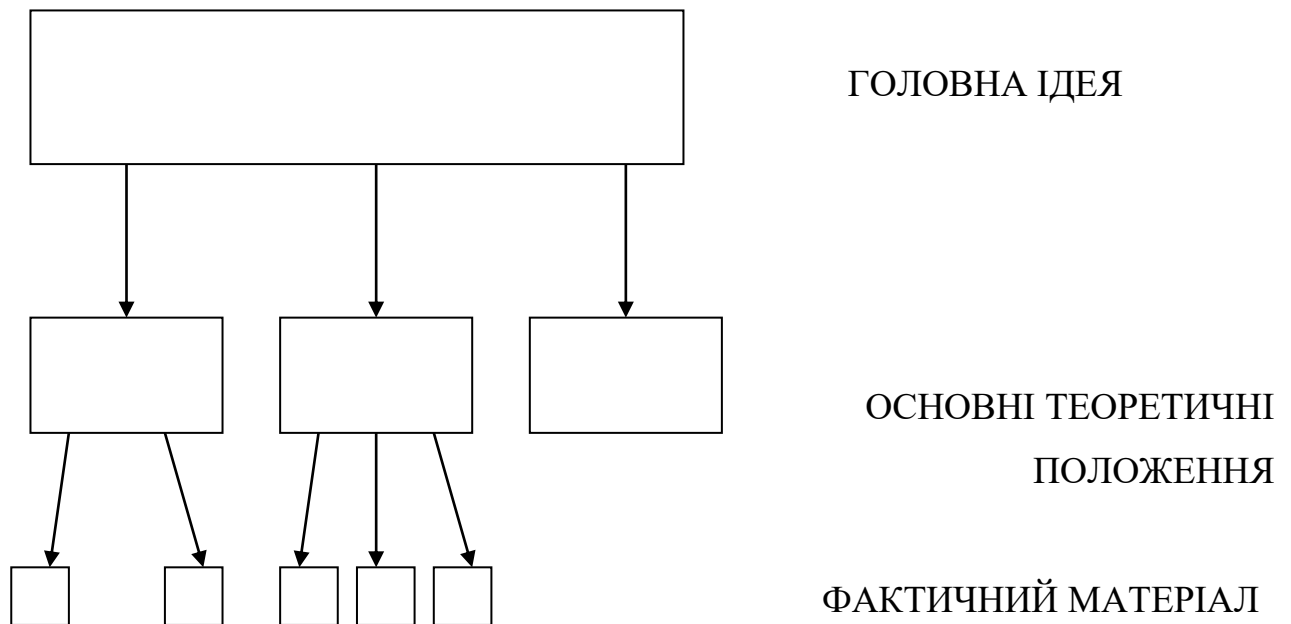 ГОЛОВНА ІДЕЯ
ОСНОВНІ ТЕОРЕТИЧНІ
ПОЛОЖЕННЯ
ФАКТИЧНИЙ МАТЕРІАЛ